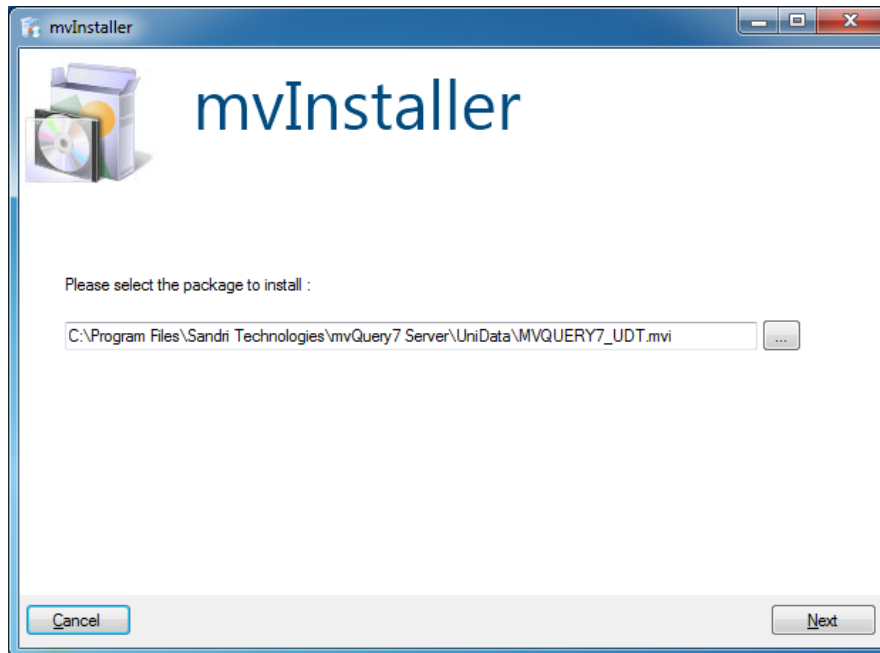 mvInstaller
mvInstaller
Please select the package to install :
C:\Program Files\Sandri Technologies\mvQuery7 Server\UniData\MVQUERY7_UDT.mvi
...
Cancel
Next